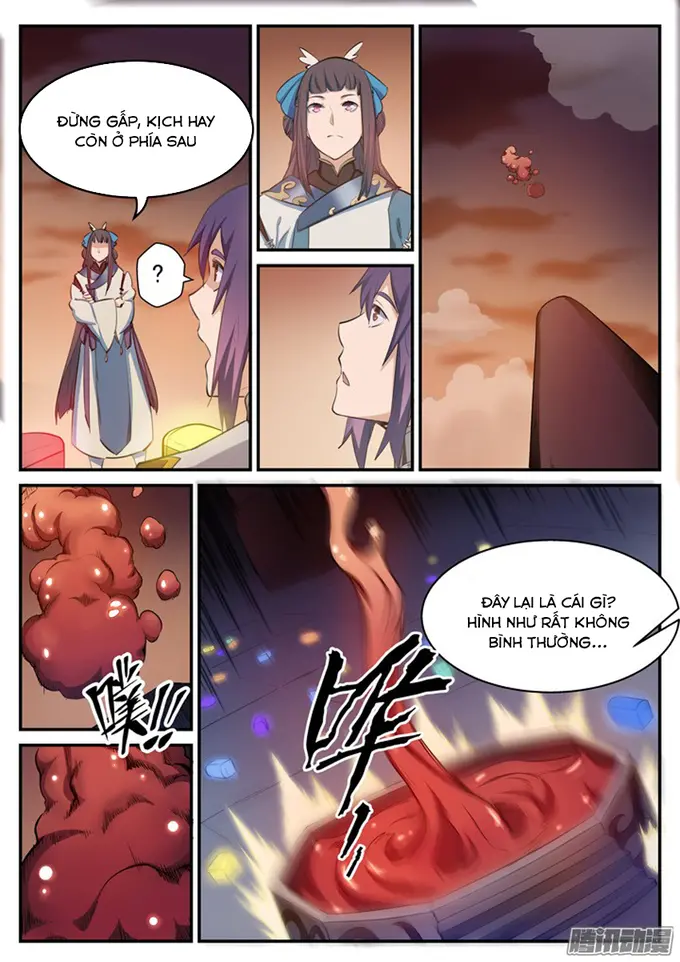 ĐỪNG GẤP, KỊCH HAY
CÒN Ở PHÍA SAU
?
噗!!!
ĐÂY LẠI LÀ CÁI GÌ?
HÌNH NHƯ RẤT KHÔNG
BÌNH THƯỜNG...
腾讯动漫